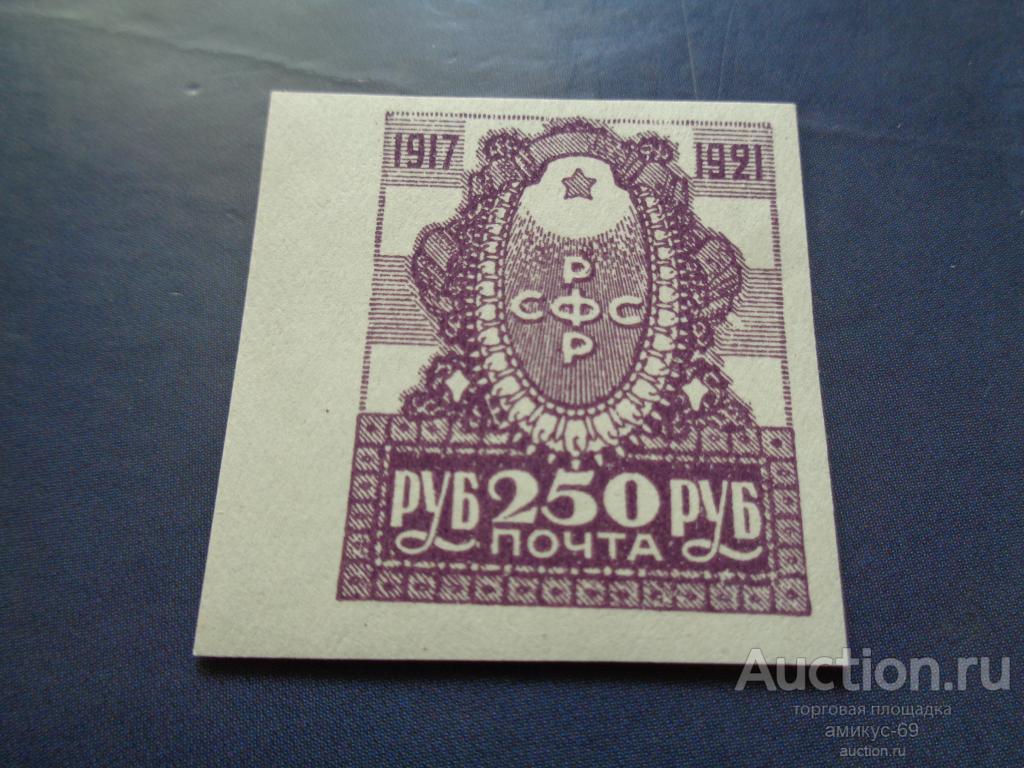 1917 1921
Р
СФС
Р
РУБ 250 РУБ
ПОЧТА
Auction.ru
торговая площадка
амикус-69
auction.ru